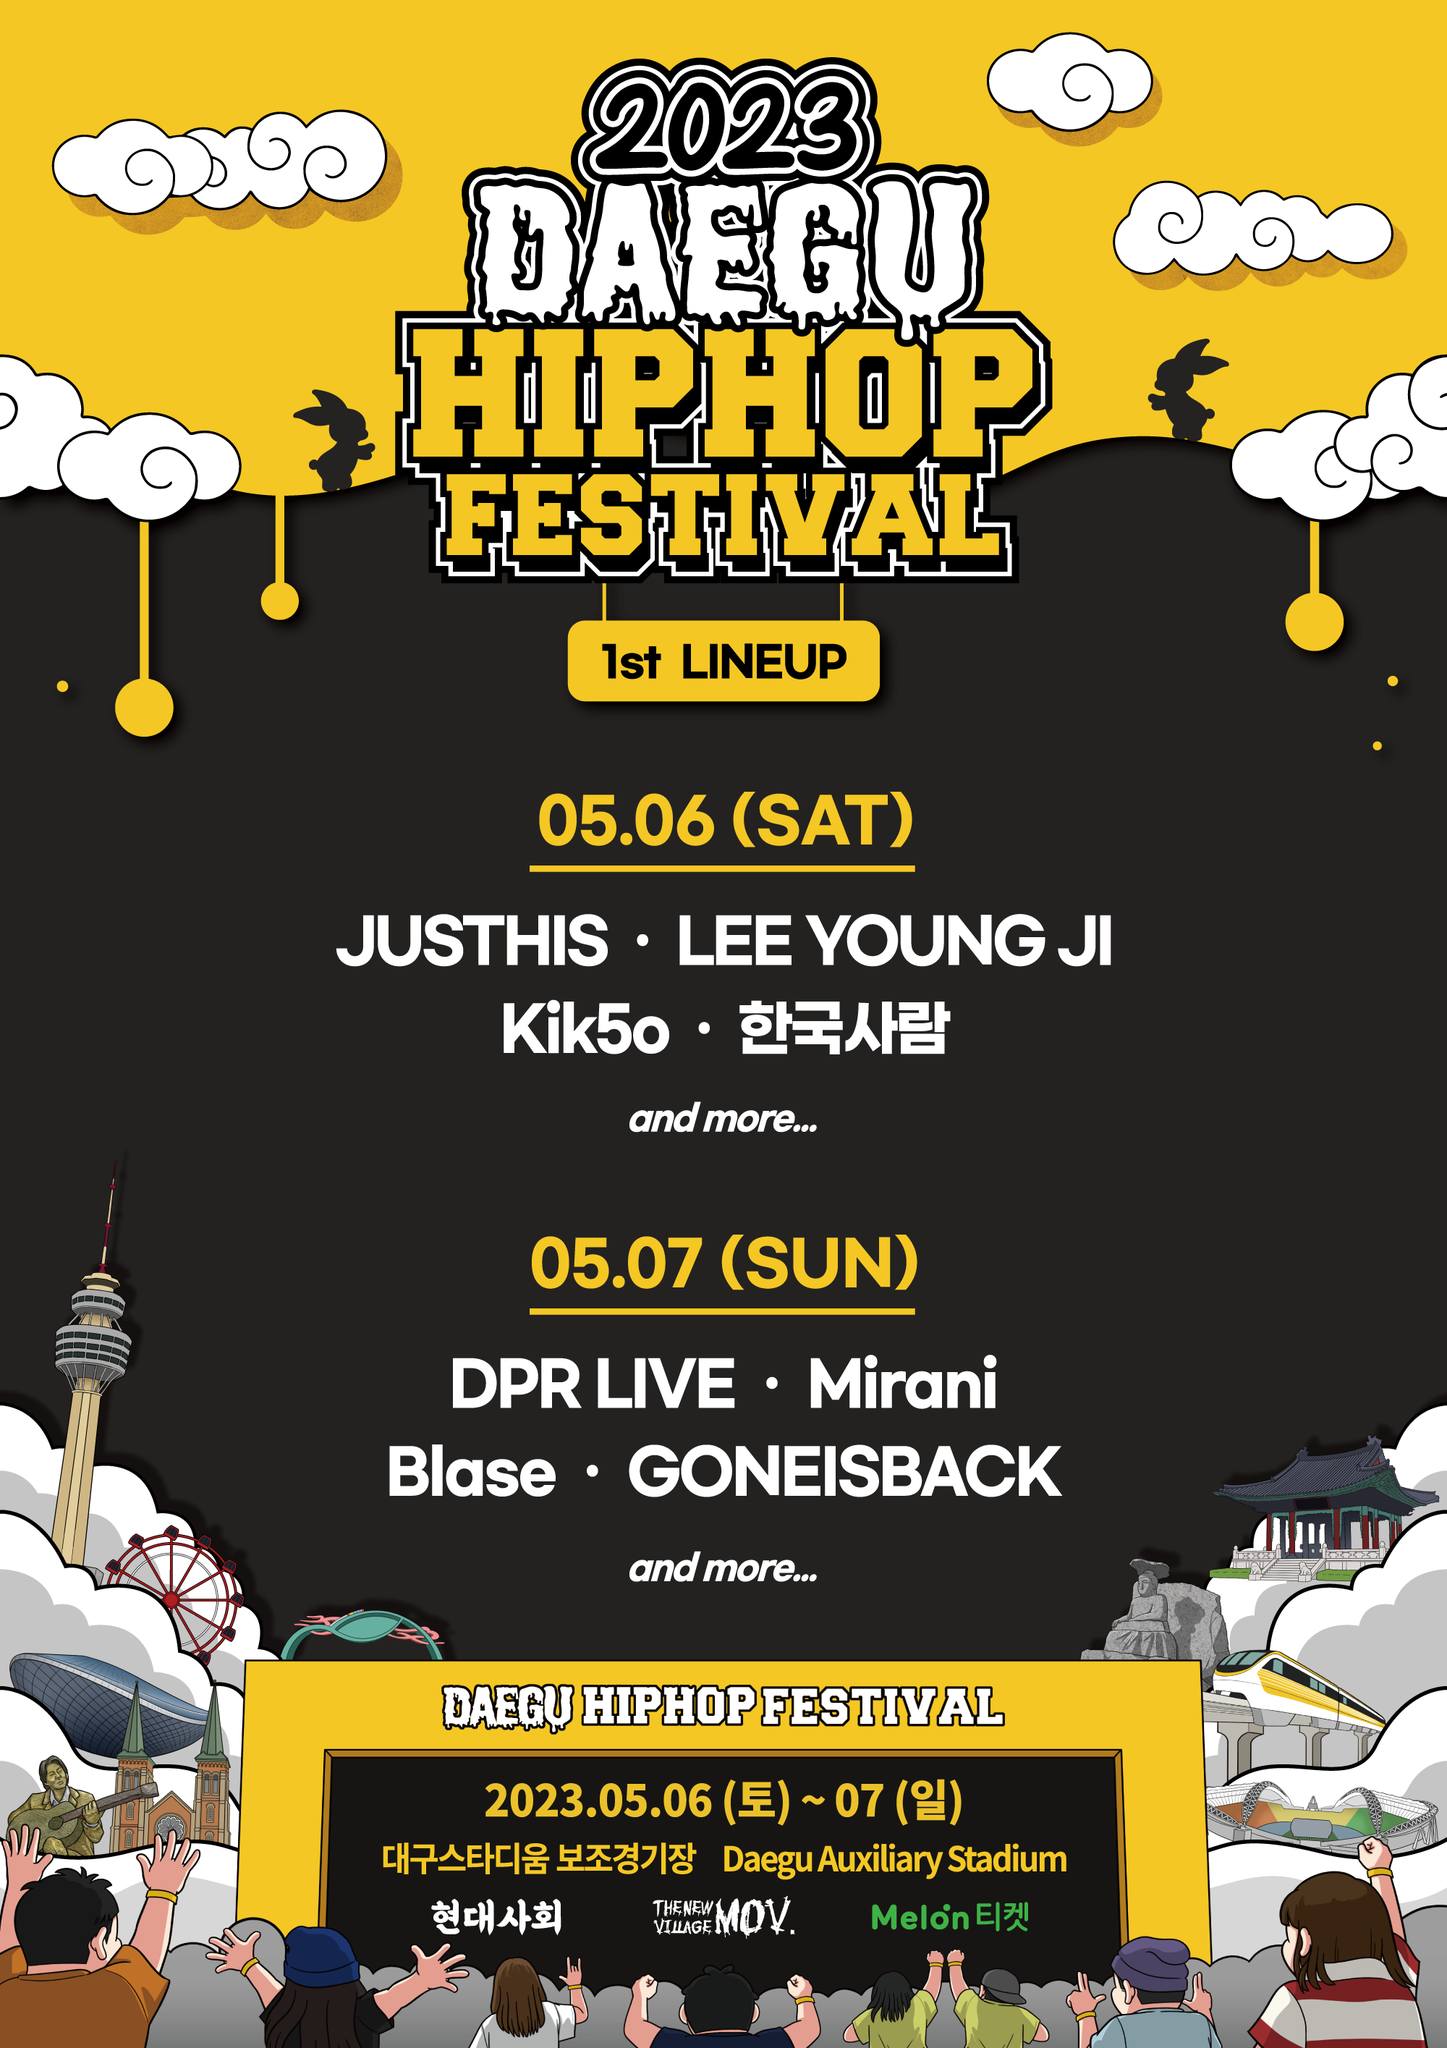 2023
DAEGU
HIPHOP
FESTIVAL
1st LINEUP
05.06 (SAT)
JUSTHIS · LEE YOUNG JI
Kik5o · 한국사람
and more...
05.07 (SUN)
DPR LIVE · Mirani
Blase · GONEISBACK
and more...
DAEGU HIPHOP FESTIVAL
2023.05.06 (토) ~ 07 (일)
대구스타디움 보조경기장 Daegu Auxiliary Stadium
현대사회 THE NEW VILLAGE MOV. Melon 티켓